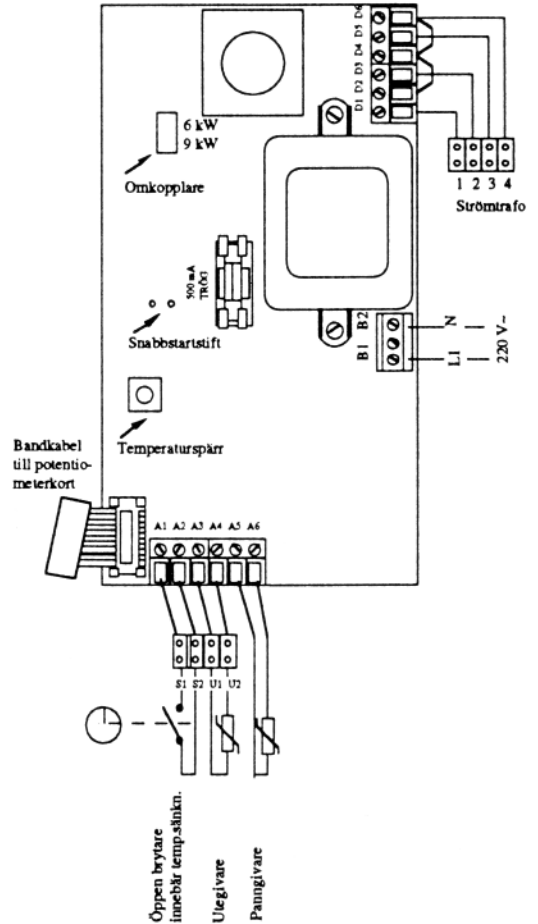 D1 D2 D3 D4 D5 D6
6 kW
9 kW
Omkopplare
1 2 3 4
Strömtrafo
500 mA
TRÖG
Snabbstartstift
B1 B2
L1 N
220 V~
Temperaturspärr
Bandkabel
till potentio-
meterkort
A1 A2 A3 A4 A5 A6
S1 S2 U1 U2
Öppen brytare
innebär temp.sänkn.
Utegivare
Panngivare